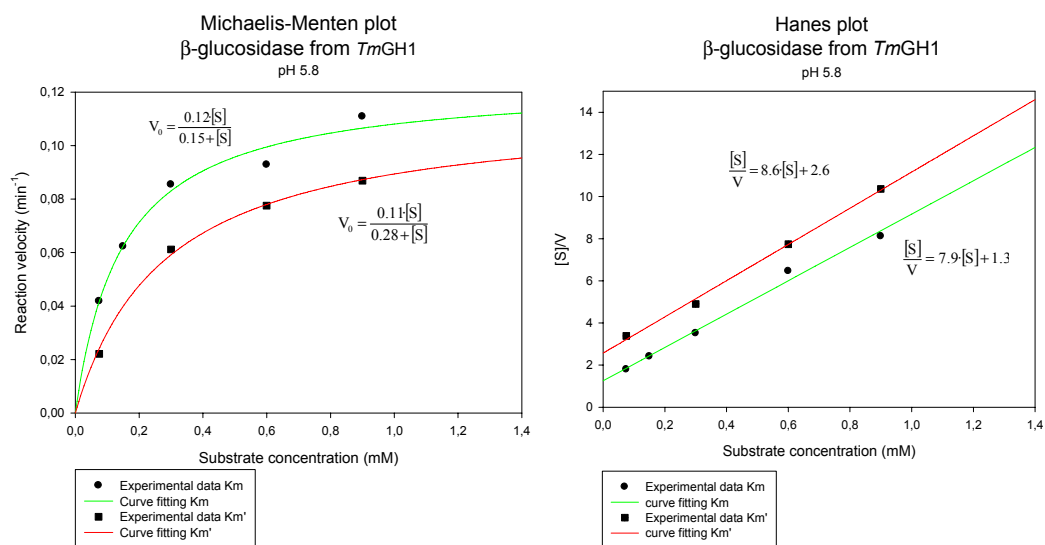 Michaelis-Menten plot
β-glucosidase from TmGH1
pH 5.8
Reaction velocity (min⁻¹)
0,12
0,10
0,08
0,06
0,04
0,02
0,00
V₀ = 0.12·[S] / 0.15+[S]
V₀ = 0.11·[S] / 0.28+[S]
0,0 0,2 0,4 0,6 0,8 1,0 1,2 1,4
Substrate concentration (mM)
Experimental data Km
Curve fitting Km
Experimental data Km'
Curve fitting Km'
Hanes plot
β-glucosidase from TmGH1
pH 5.8
[S]/V
14
12
10
8
6
4
2
0
[S]/V = 8.6·[S]+2.6
[S]/V = 7.9·[S]+1.3
0,0 0,2 0,4 0,6 0,8 1,0 1,2 1,4
Substrate concentration (mM)
Experimental data Km
curve fitting Km
Experimental data Km'
curve fitting Km'